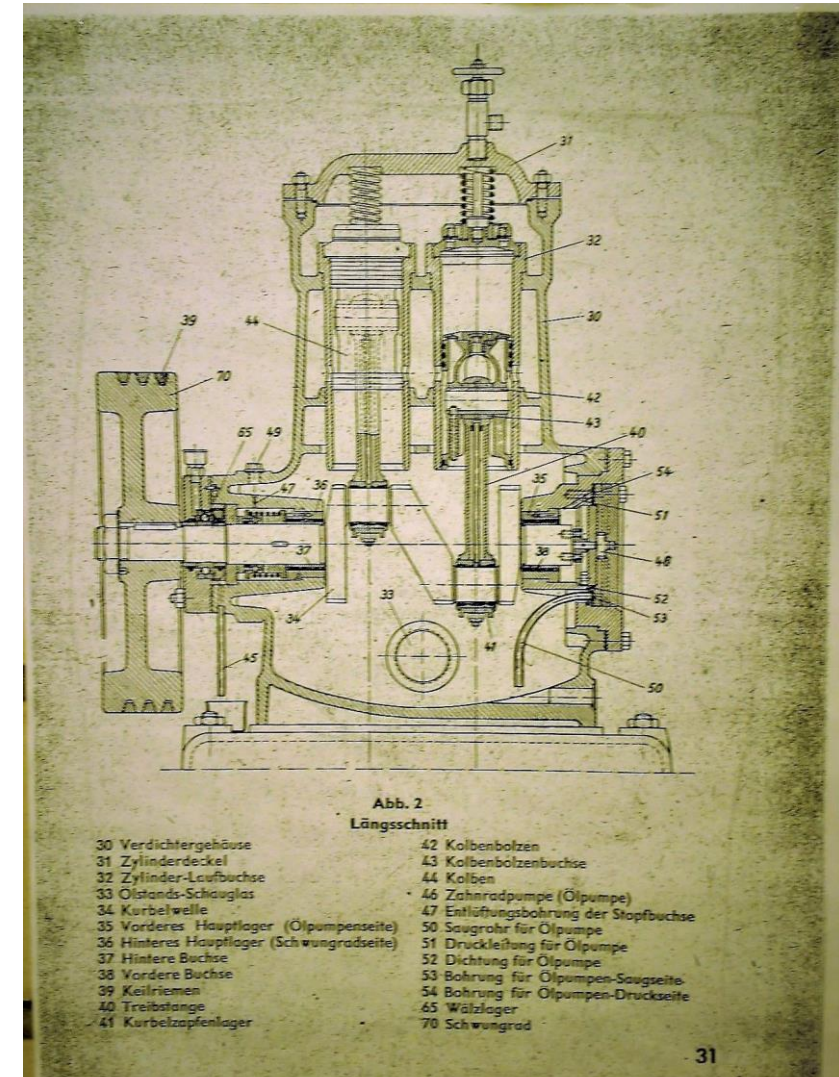 31
32
30
44
39
70
42
43
40
65
49
54
47
36
35
51
37
38
46
52
34
33
53
41
45
50
Abb. 2
Längsschnitt
30 Verdichtergehäuse
31 Zylinderdeckel
32 Zylinder-Laufbuchse
33 Ölstands-Schauglas
34 Kurbelwelle
35 Vorderes Hauptlager (Ölpumpenseite)
36 Hinteres Hauptlager (Schwungradseite)
37 Hintere Buchse
38 Vordere Buchse
39 Keilriemen
40 Treibstange
41 Kurbelzapfenlager
42 Kolbenbolzen
43 Kolbenbolzenbuchse
44 Kolben
46 Zahnradpumpe (Ölpumpe)
47 Entlüftungsbohrung der Stopfbuchse
50 Saugrohr für Ölpumpe
51 Druckleitung für Ölpumpe
52 Dichtung für Ölpumpe
53 Bohrung für Ölpumpen-Saugseite
54 Bohrung für Ölpumpen-Druckseite
65 Wälzlager
70 Schwungrad
31